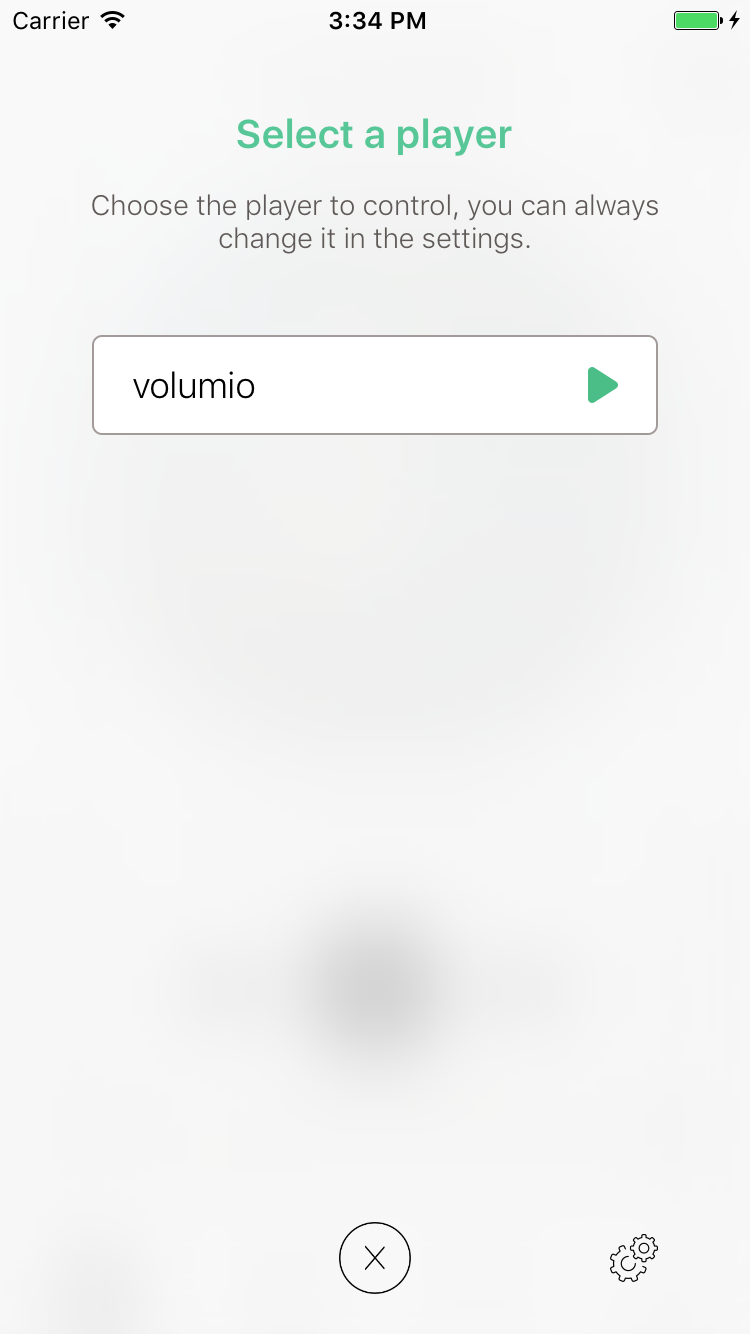 Carrier 3:34 PM
Select a player
Choose the player to control, you can always
change it in the settings.
volumio